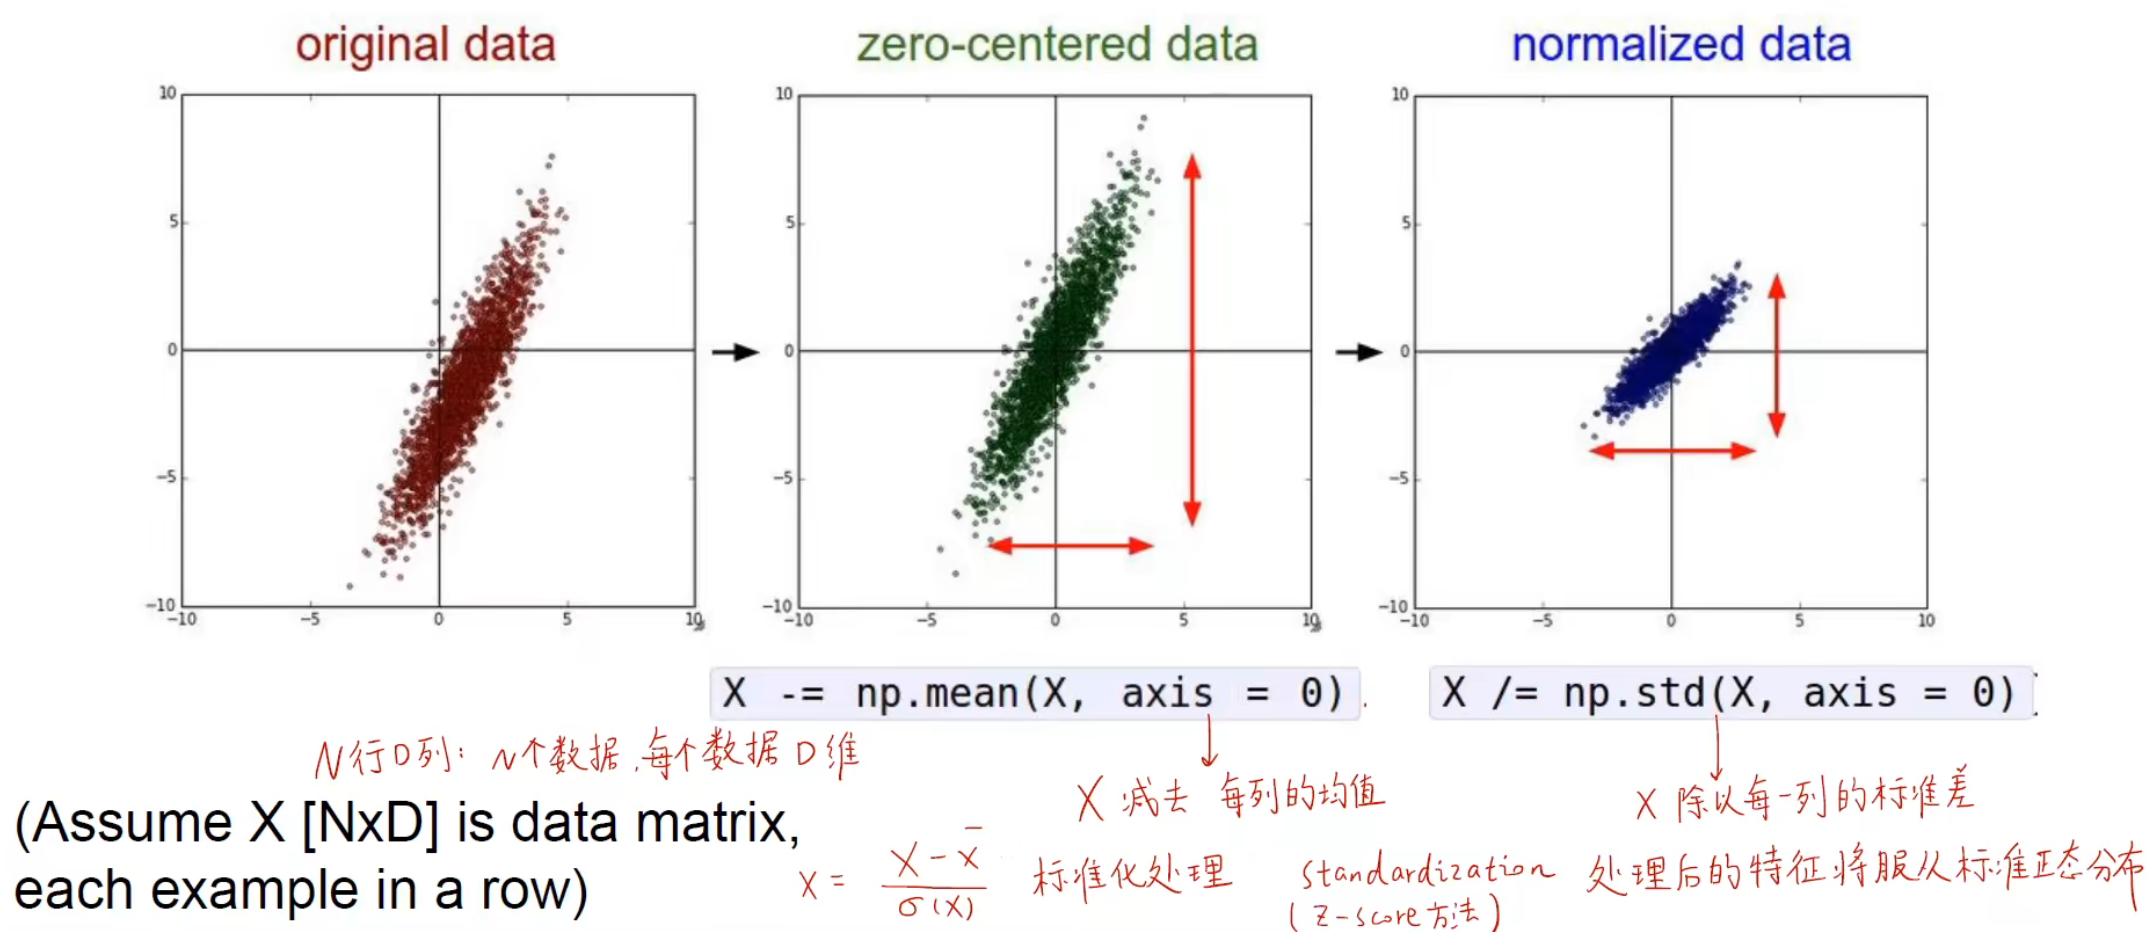 original data
zero-centered data
normalized data
10
5
0
−5
−10
−10
−5
0
5
10
10
5
0
−5
−10
−10
−5
0
5
10
10
5
0
−5
−10
−10
−5
0
5
10
X -= np.mean(X, axis = 0)
X /= np.std(X, axis = 0)
N行D列: N个数据,每个数据D维
X 减去 每列的均值
X 除以每一列的标准差
(Assume X [NxD] is data matrix,
each example in a row)
x = (X - x̄) / σ(X) 标准化处理 standardization 处理后的特征将服从标准正态分布
(Z-score方法)